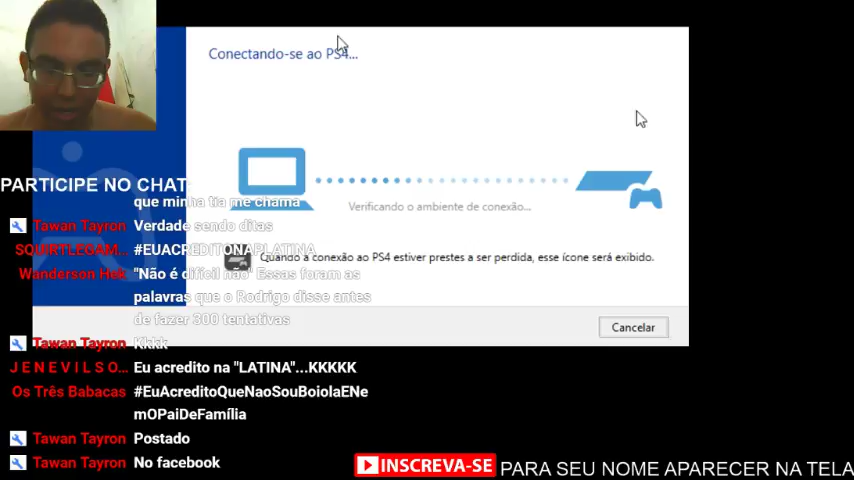 Conectando-se ao PS4...
Verificando o ambiente de conexão...
Quando a conexão ao PS4 estiver prestes a ser perdida, esse ícone será exibido.
Cancelar
PARTICIPE NO CHAT
que minha tia me chama
Tawan Tayron Verdade sendo ditas
SQUIRTLEGAM... #EUACREDITONAPLATINA
Wanderson Hek "Não é difícil não" Essas foram as
palavras que o Rodrigo disse antes
de fazer 300 tentativas
Tawan Tayron Kkkk
J E N E V I L S O... Eu acredito na "LATINA"...KKKKK
Os Três Babacas #EuAcreditoQueNaoSouBoiolaENe
mOPaiDeFamília
Tawan Tayron Postado
Tawan Tayron No facebook
INSCREVA-SE PARA SEU NOME APARECER NA TELA